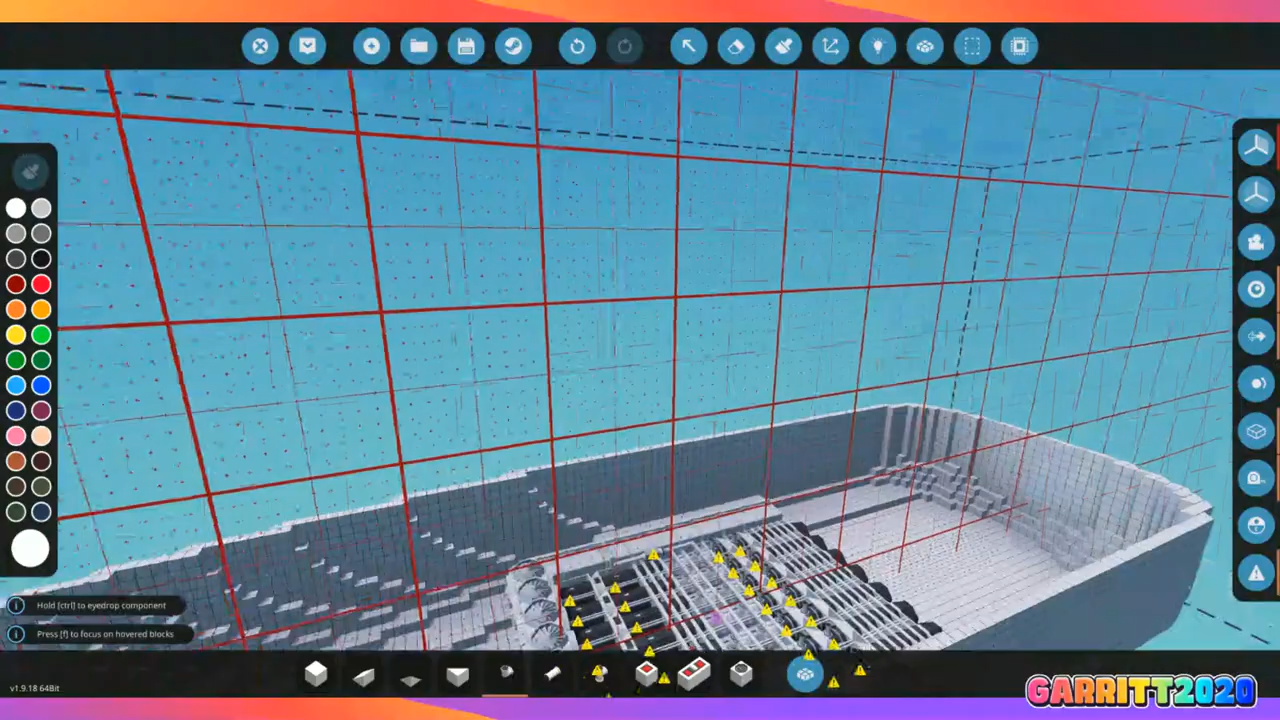 Hold [ctrl] to eyedrop component
Press [f] to focus on hovered blocks
v1.9.18 64Bit
GARRITT2020